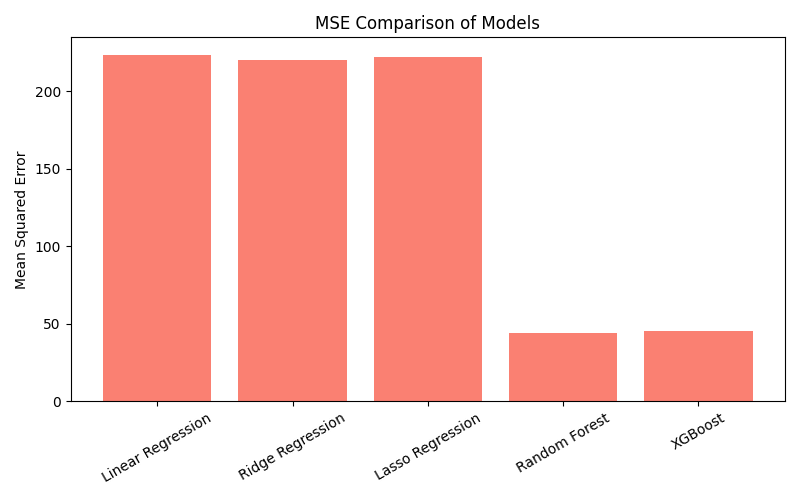 MSE Comparison of Models
Mean Squared Error
200
150
100
50
0
Linear Regression
Ridge Regression
Lasso Regression
Random Forest
XGBoost